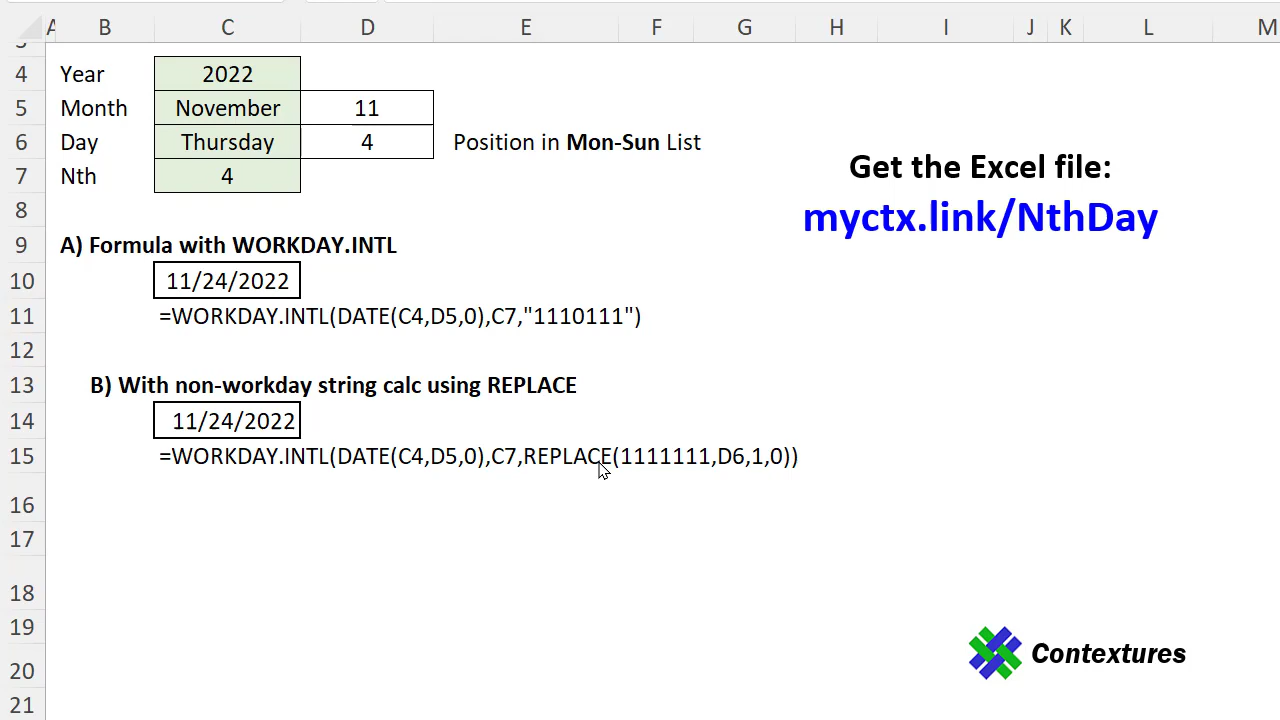 A B C D E F G H I J K L M
4 Year 2022
5 Month November 11
6 Day Thursday 4 Position in Mon-Sun List
7 Nth 4
Get the Excel file:
myctx.link/NthDay
8
9 A) Formula with WORKDAY.INTL
10 11/24/2022
11 =WORKDAY.INTL(DATE(C4,D5,0),C7,"1110111")
12
13 B) With non-workday string calc using REPLACE
14 11/24/2022
15 =WORKDAY.INTL(DATE(C4,D5,0),C7,REPLACE(1111111,D6,1,0))
16
17
18
19
20
21
Contextures